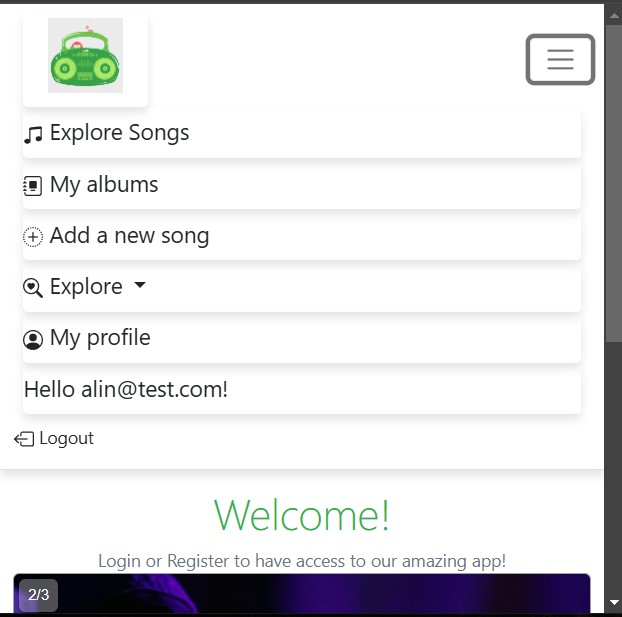 Explore Songs
My albums
Add a new song
Explore
My profile
Hello alin@test.com!
Logout
Welcome!
Login or Register to have access to our amazing app!
2/3